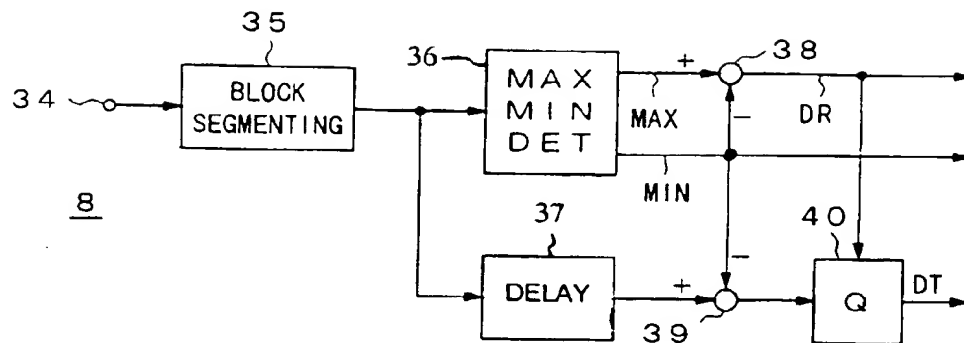 35
36
38
34
BLOCK
SEGMENTING
MAX
MIN
DET
+
MAX
−
DR
MIN
8
37
40
DELAY
−
+
39
Q
DT